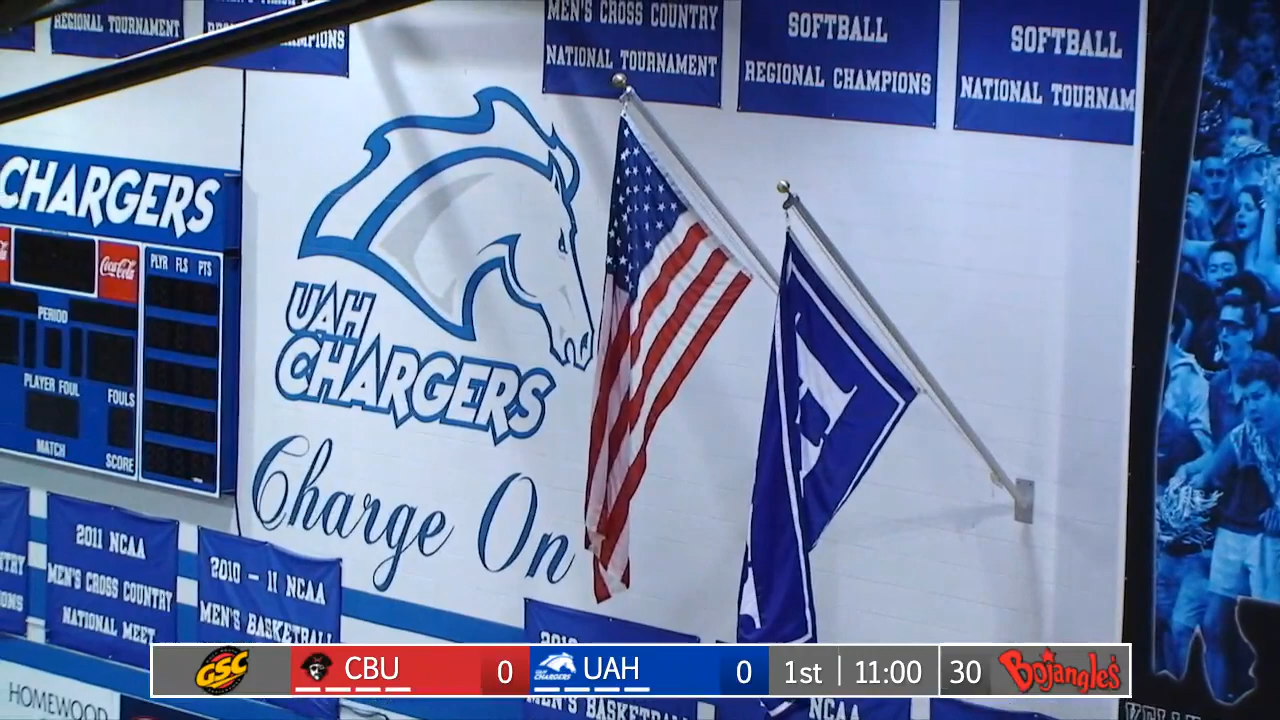 REGIONAL TOURNAMENT
MEN'S CROSS COUNTRY
NATIONAL TOURNAMENT
SOFTBALL
REGIONAL CHAMPIONS
SOFTBALL
NATIONAL TOURNAM
CHARGERS
Coca-Cola
PLYR FLS PTS
PERIOD
PLAYER FOUL
FOULS
MATCH
SCORE
UAH
CHARGERS
Charge On
2011 NCAA
MEN'S CROSS COUNTRY
NATIONAL MEET
2010 - 11 NCAA
MEN'S BASKETBALL
HOMEWOOD
GSC
CBU 0
UAH 0
1st 11:00
30
Bojangles'
MEN'S BASKETBALL
NCAA